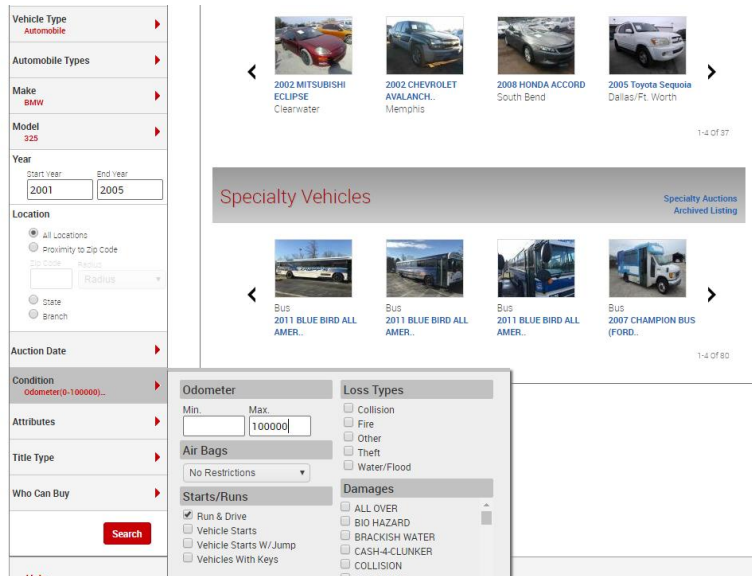 Vehicle Type
Automobile
Automobile Types
Make
BMW
Model
325
Year
Start Year End Year
2001 2005
Location
All Locations
Proximity to Zip Code
Zip Code Radius
Radius
State
Branch
Auction Date
Condition
Odometer(0-100000)...
Attributes
Title Type
Who Can Buy
Search
2002 MITSUBISHI
ECLIPSE
Clearwater
2002 CHEVROLET
AVALANCH..
Memphis
2008 HONDA ACCORD
South Bend
2005 Toyota Sequoia
Dallas/Ft. Worth
1-4 Of 37
Specialty Vehicles
Specialty Auctions
Archived Listing
Bus
2011 BLUE BIRD ALL
AMER..
Bus
2011 BLUE BIRD ALL
AMER..
Bus
2011 BLUE BIRD ALL
AMER..
Bus
2007 CHAMPION BUS
(FORD..
1-4 Of 80
Odometer
Min. Max.
100000
Air Bags
No Restrictions
Starts/Runs
Run & Drive
Vehicle Starts
Vehicle Starts W/Jump
Vehicles With Keys
Loss Types
Collision
Fire
Other
Theft
Water/Flood
Damages
ALL OVER
BIO HAZARD
BRACKISH WATER
CASH-4-CLUNKER
COLLISION